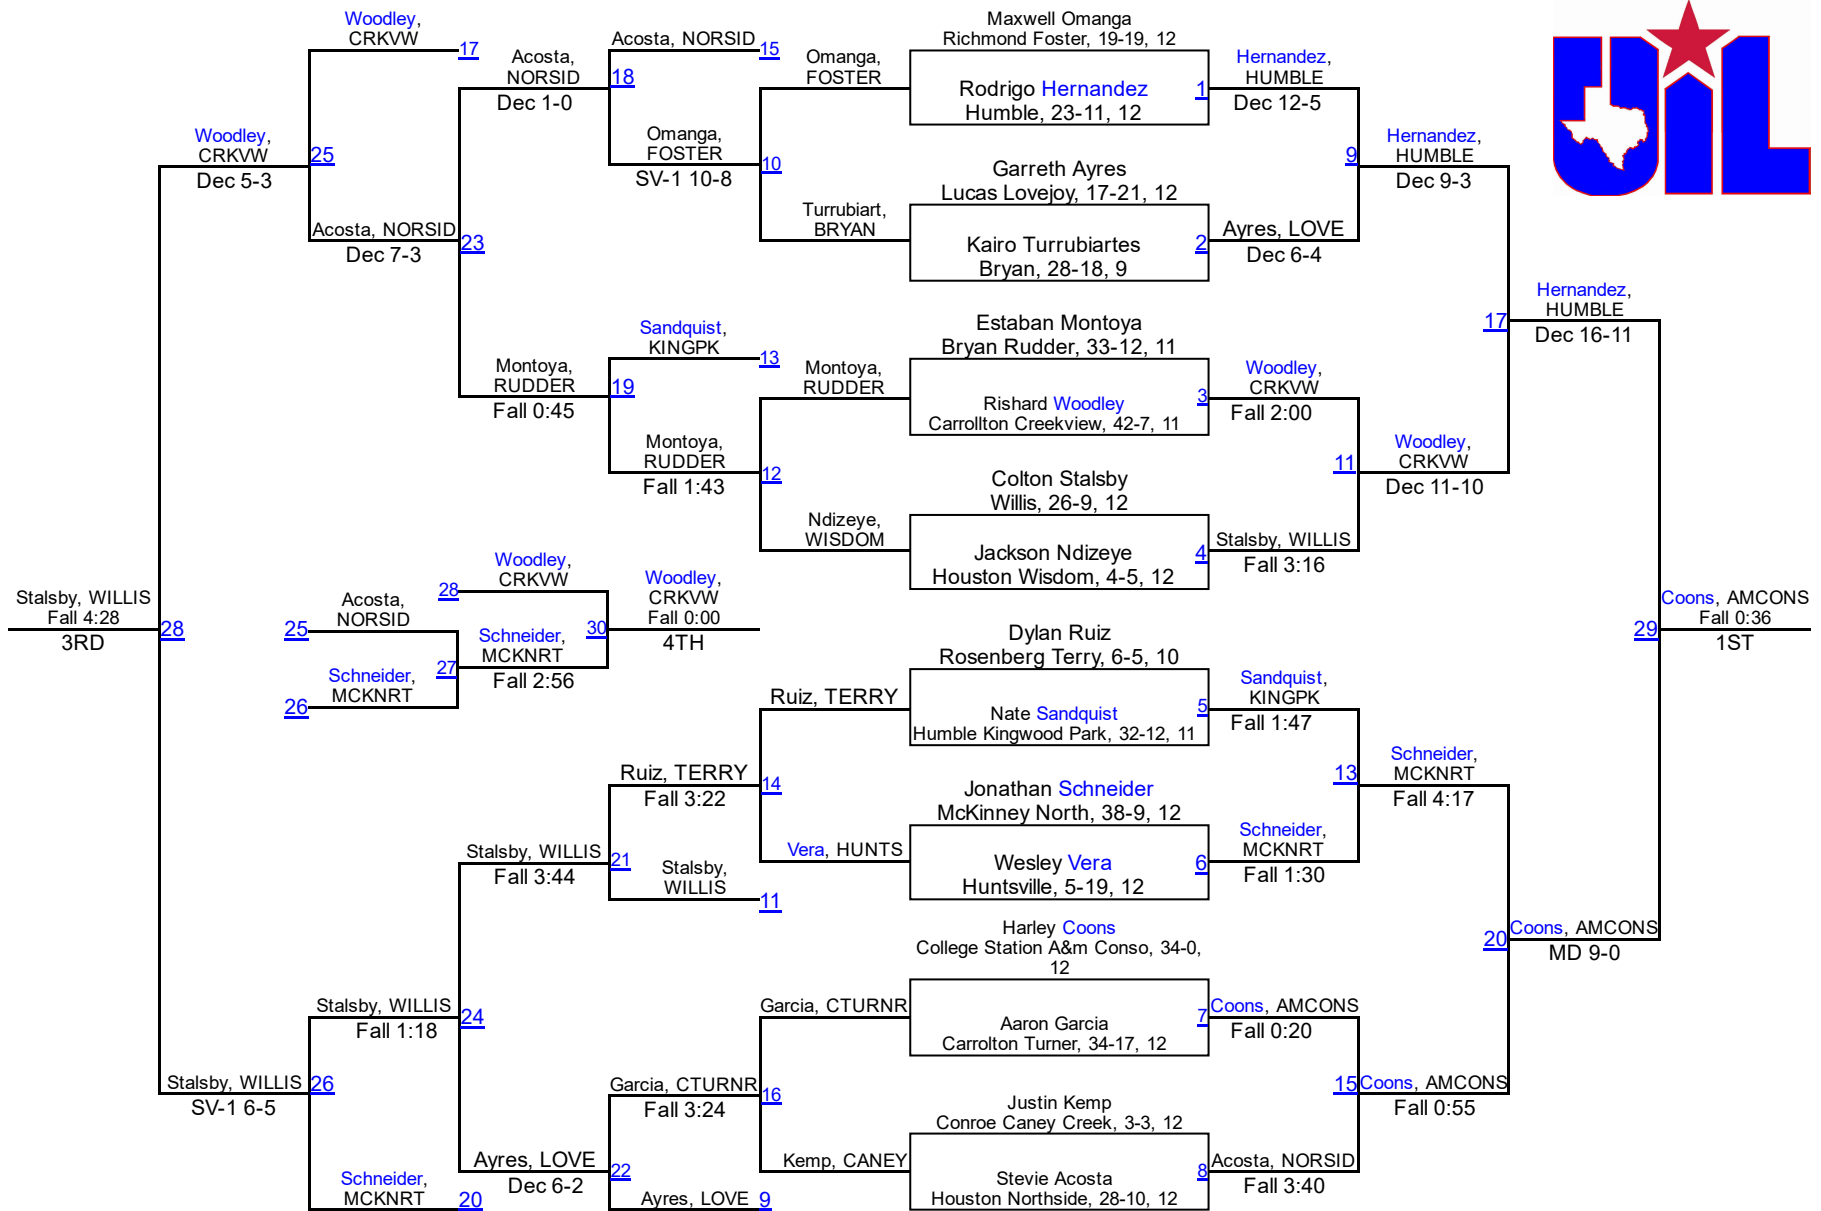 Woodley,
CRKVW
17
Woodley,
CRKVW
Dec 5-3
25
Acosta, NORSID
Dec 7-3
Acosta,
NORSID
Dec 1-0
23
Acosta, NORSID
15
18
Omanga,
FOSTER
SV-1 10-8
Omanga,
FOSTER
10
Turrubiart,
BRYAN
Maxwell Omanga
Richmond Foster, 19-19, 12
Rodrigo Hernandez
Humble, 23-11, 12
1
Hernandez,
HUMBLE
Dec 12-5
Garreth Ayres
Lucas Lovejoy, 17-21, 12
Kairo Turrubiartes
Bryan, 28-18, 9
2
Ayres, LOVE
Dec 6-4
9
Hernandez,
HUMBLE
Dec 9-3
UIL
Montoya,
RUDDER
Fall 0:45
Sandquist,
KINGPK
13
19
Montoya,
RUDDER
Fall 1:43
Montoya,
RUDDER
12
Ndizeye,
WISDOM
Estaban Montoya
Bryan Rudder, 33-12, 11
Rishard Woodley
Carrollton Creekview, 42-7, 11
3
Woodley,
CRKVW
Fall 2:00
Colton Stalsby
Willis, 26-9, 12
Jackson Ndizeye
Houston Wisdom, 4-5, 12
4
Stalsby, WILLIS
Fall 3:16
11
Woodley,
CRKVW
Dec 11-10
17
Hernandez,
HUMBLE
Dec 16-11
Stalsby, WILLIS
Fall 4:28
3RD
28
25
Acosta,
NORSID
26
Schneider,
MCKNRT
27
28
Woodley,
CRKVW
Schneider,
MCKNRT
Fall 2:56
30
Woodley,
CRKVW
Fall 0:00
4TH
29
Coons, AMCONS
Fall 0:36
1ST
Ruiz, TERRY
Dylan Ruiz
Rosenberg Terry, 6-5, 10
Nate Sandquist
Humble Kingwood Park, 32-12, 11
5
Sandquist,
KINGPK
Fall 1:47
Ruiz, TERRY
Fall 3:22
14
Vera, HUNTS
Jonathan Schneider
McKinney North, 38-9, 12
Wesley Vera
Huntsville, 5-19, 12
6
Schneider,
MCKNRT
Fall 1:30
13
Schneider,
MCKNRT
Fall 4:17
Stalsby, WILLIS
Fall 3:44
21
Stalsby,
WILLIS
11
Harley Coons
College Station A&m Conso, 34-0,
12
Aaron Garcia
Carrolton Turner, 34-17, 12
7
Coons, AMCONS
Fall 0:20
20
Coons, AMCONS
MD 9-0
Stalsby, WILLIS
Fall 1:18
24
Garcia, CTURNR
Stalsby, WILLIS
SV-1 6-5
26
Garcia, CTURNR
Fall 3:24
16
Kemp, CANEY
Justin Kemp
Conroe Caney Creek, 3-3, 12
Stevie Acosta
Houston Northside, 28-10, 12
8
Acosta, NORSID
Fall 3:40
15
Coons, AMCONS
Fall 0:55
Schneider,
MCKNRT
20
Ayres, LOVE
Dec 6-2
22
Ayres, LOVE
9